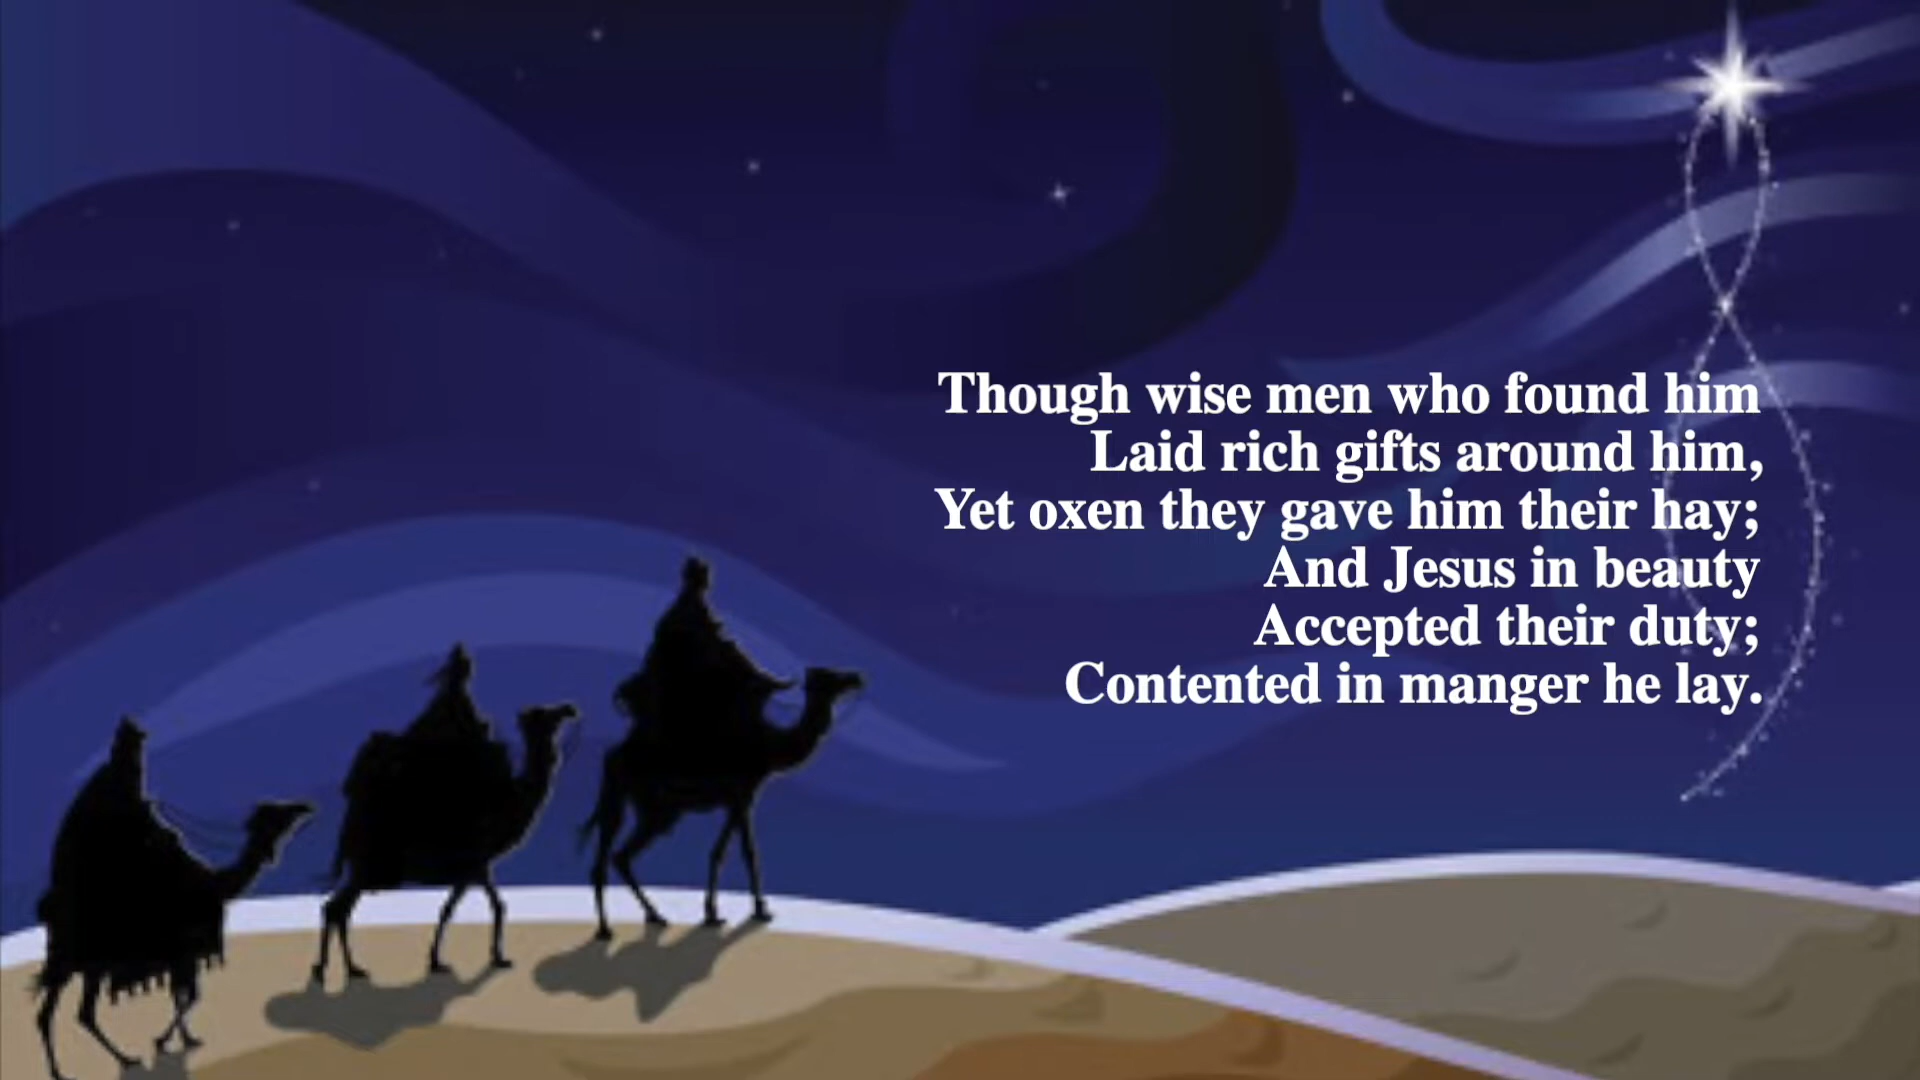 Though wise men who found him
Laid rich gifts around him,
Yet oxen they gave him their hay;
And Jesus in beauty
Accepted their duty;
Contented in manger he lay.